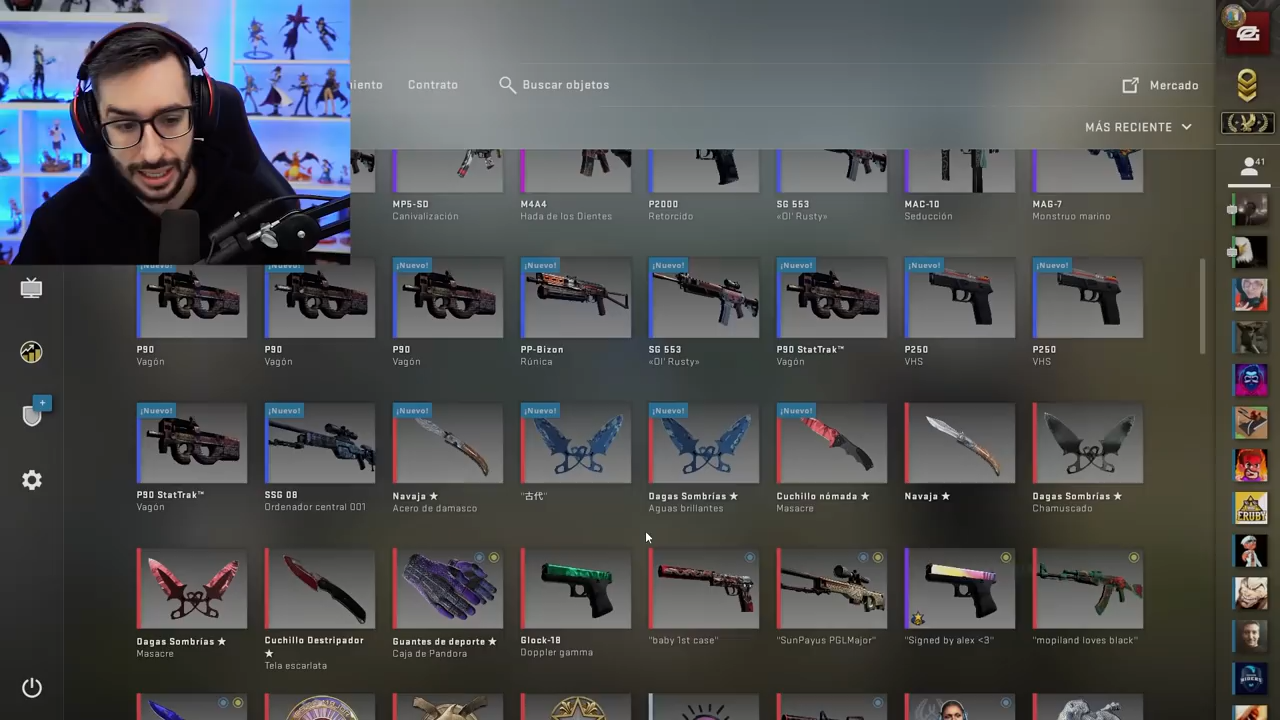 iento
Contrato
Buscar objetos
Mercado
MÁS RECIENTE
41
MP5-SD
Canivalización
M4A4
Hada de los Dientes
P2000
Retorcido
SG 553
«Ol' Rusty»
MAC-10
Seducción
MAG-7
Monstruo marino
¡Nuevo!
P90
Vagón
¡Nuevo!
P90
Vagón
¡Nuevo!
P90
Vagón
¡Nuevo!
PP-Bizon
Rúnica
¡Nuevo!
SG 553
«Ol' Rusty»
¡Nuevo!
P90 StatTrak™
Vagón
¡Nuevo!
P250
VHS
¡Nuevo!
P250
VHS
¡Nuevo!
P90 StatTrak™
Vagón
¡Nuevo!
SSG 08
Ordenador central 001
¡Nuevo!
Navaja ★
Acero de damasco
¡Nuevo!
"古代"
¡Nuevo!
Dagas Sombrías ★
Aguas brillantes
¡Nuevo!
Cuchillo nómada ★
Masacre
Navaja ★
Dagas Sombrías ★
Chamuscado
Dagas Sombrías ★
Masacre
Cuchillo Destripador
★
Tela escarlata
Guantes de deporte ★
Caja de Pandora
Glock-18
Doppler gamma
"baby 1st case"
"SunPayus PGLMajor"
"Signed by alex <3"
"mopiland loves black"
ERUBY
RIDERS